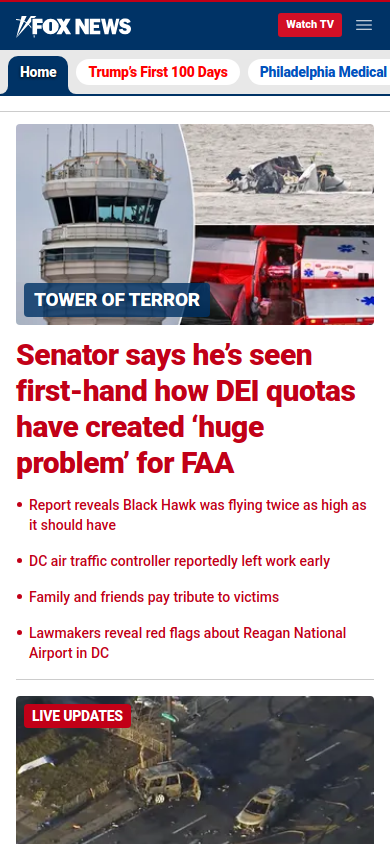 FOX NEWS
Watch TV
Home
Trump's First 100 Days
Philadelphia Medical
TOWER OF TERROR
Senator says he's seen
first-hand how DEI quotas
have created ‘huge
problem’ for FAA
Report reveals Black Hawk was flying twice as high as
it should have
DC air traffic controller reportedly left work early
Family and friends pay tribute to victims
Lawmakers reveal red flags about Reagan National
Airport in DC
LIVE UPDATES